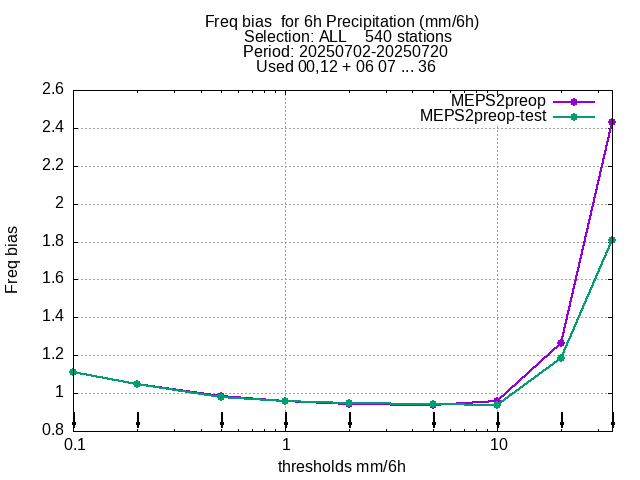 Freq bias  for 6h Precipitation (mm/6h)
Selection: ALL    540 stations
Period: 20250702-20250720
Used 00,12 + 06 07 ... 36
MEPS2preop
MEPS2preop-test
2.6
2.4
2.2
2
1.8
1.6
1.4
1.2
1
0.8
Freq bias
0.1
1
10
thresholds mm/6h